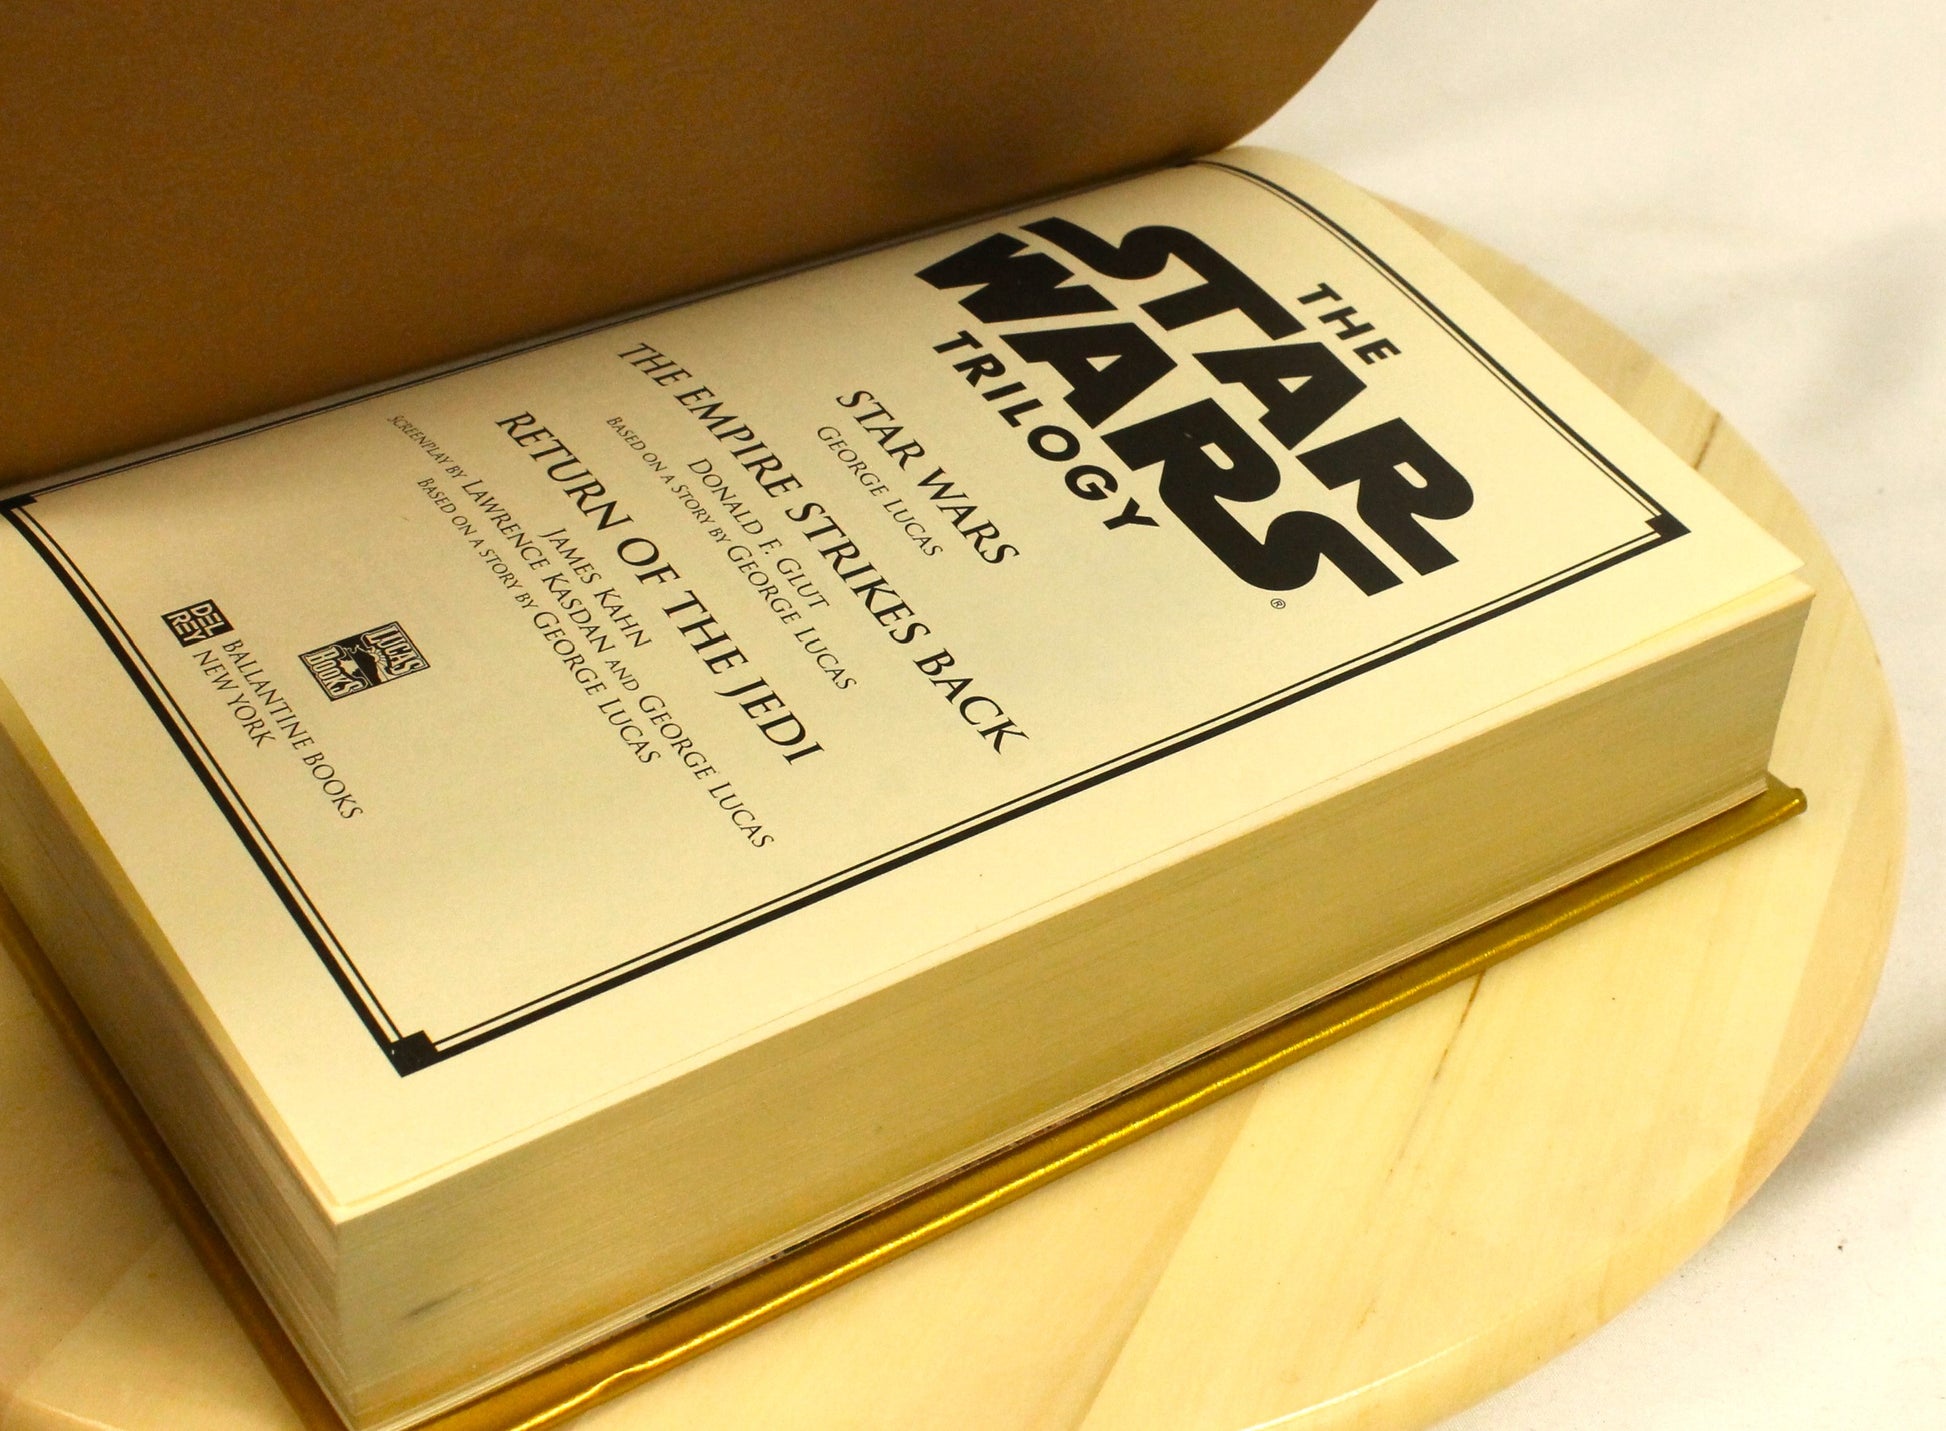 THE
STAR
WARS®
TRILOGY
STAR WARS
GEORGE LUCAS
THE EMPIRE STRIKES BACK
DONALD F. GLUT
BASED ON A STORY BY GEORGE LUCAS
RETURN OF THE JEDI
JAMES KAHN
SCREENPLAY BY LAWRENCE KASDAN AND GEORGE LUCAS
BASED ON A STORY BY GEORGE LUCAS
LUCAS
BOOKS
DEL
REY
BALLANTINE BOOKS
NEW YORK